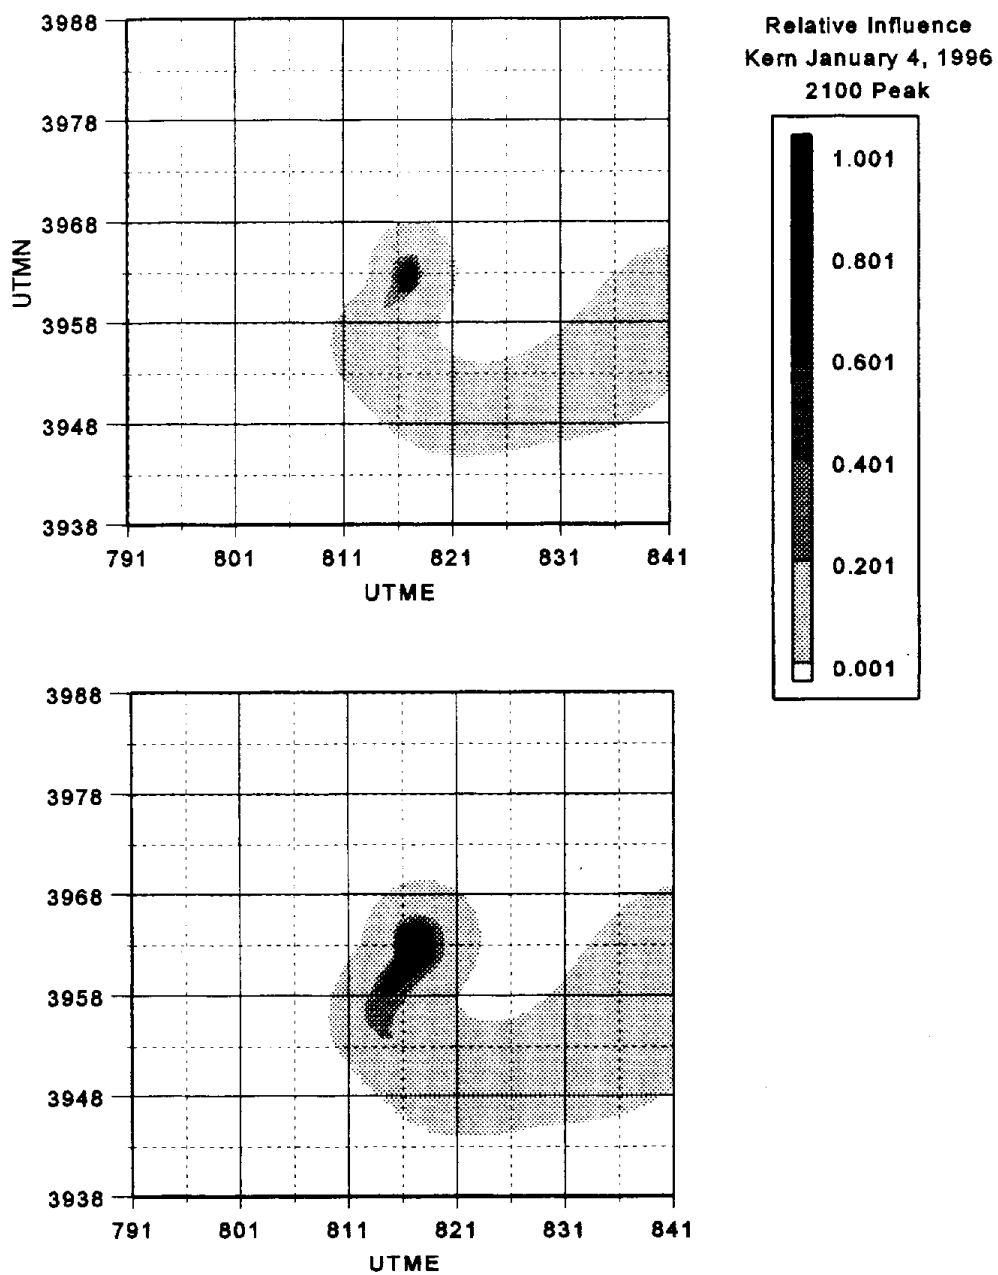 Relative Influence
Kern January 4, 1996
2100 Peak
1.001
0.801
0.601
0.401
0.201
0.001
3988
3978
3968
3958
3948
3938
UTMN
791 801 811 821 831 841
UTME
3988
3978
3968
3958
3948
3938
791 801 811 821 831 841
UTME